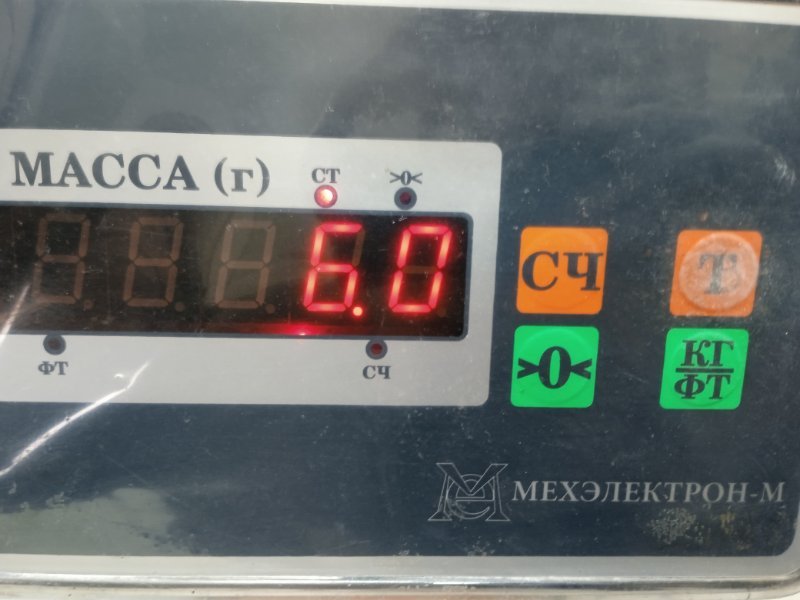 МАССА (г)
СТ
>0<
6.0
ФТ
СЧ
СЧ
Т
>0<
КГ
ФТ
МЕХЭЛЕКТРОН-М